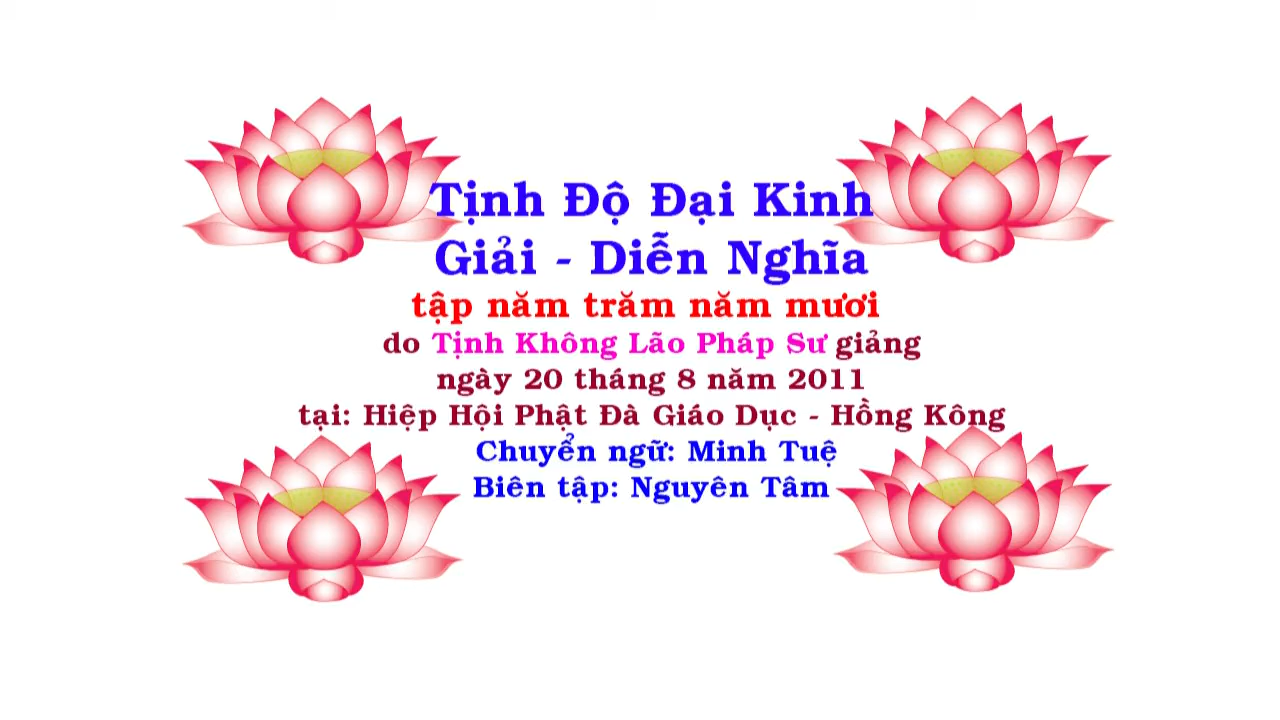 Tịnh Độ Đại Kinh
Giải - Diễn Nghĩa
tập năm trăm năm mươi
do Tịnh Không Lão Pháp Sư giảng
ngày 20 tháng 8 năm 2011
tại: Hiệp Hội Phật Đà Giáo Dục - Hồng Kông
Chuyển ngữ: Minh Tuệ
Biên tập: Nguyên Tâm